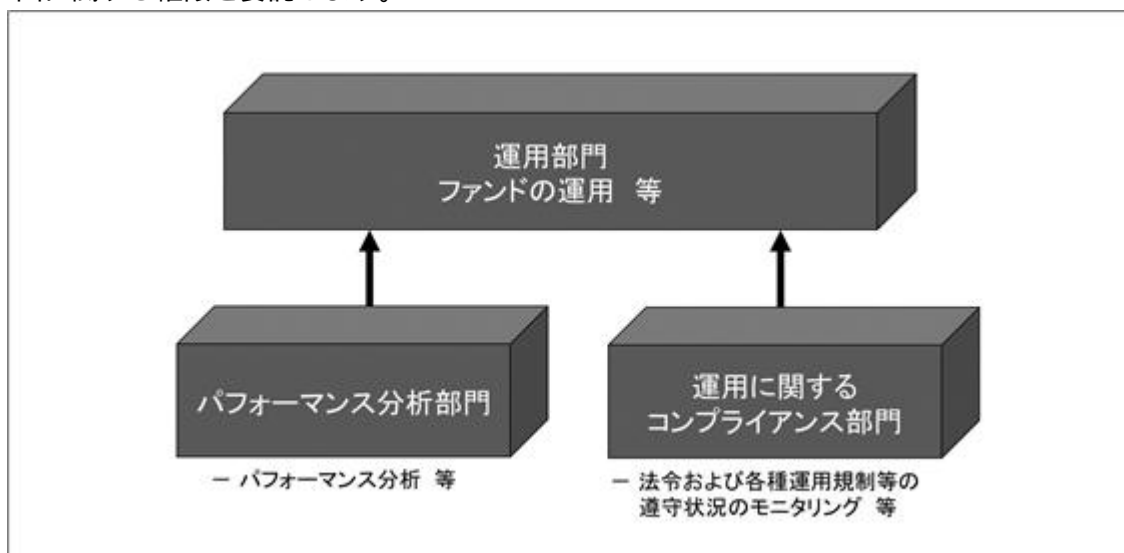 運用部門
ファンドの運用 等
パフォーマンス分析部門
運用に関する
コンプライアンス部門
－ パフォーマンス分析 等
－ 法令および各種運用規制等の
遵守状況のモニタリング 等